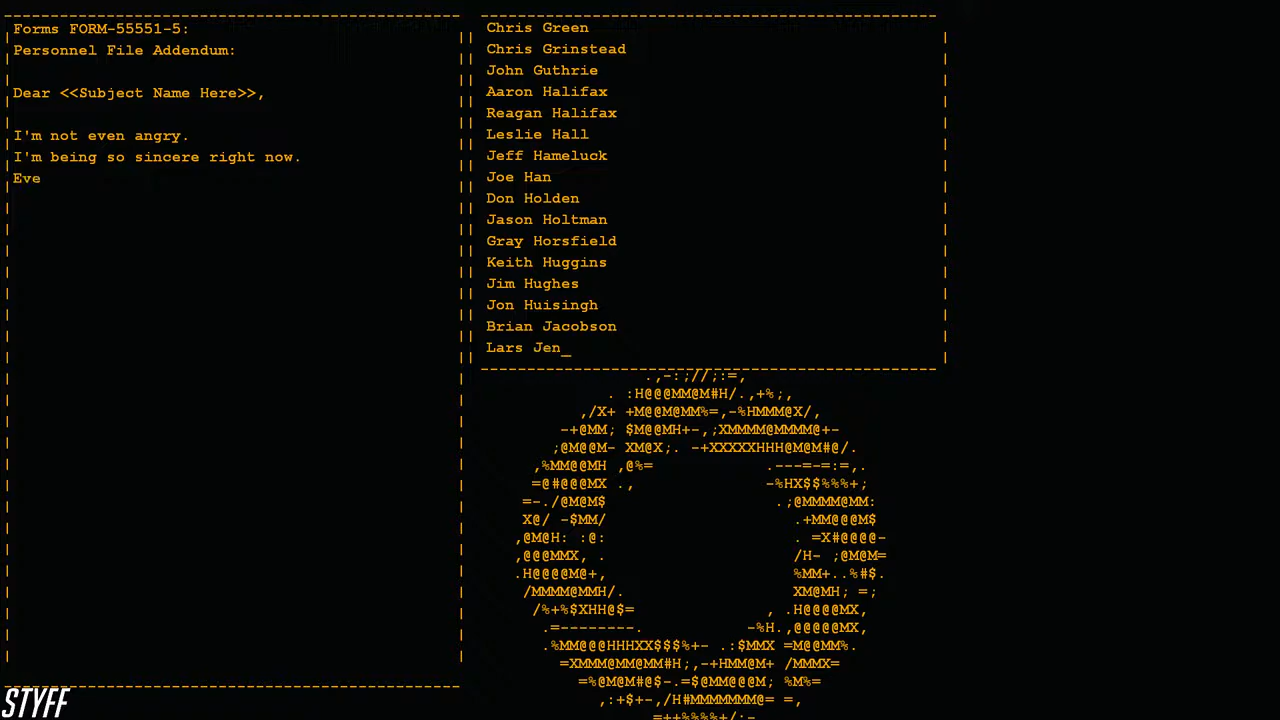 Forms FORM-55551-5:
Personnel File Addendum:
Dear <<Subject Name Here>>,
I'm not even angry.
I'm being so sincere right now.
Eve
Chris Green
Chris Grinstead
John Guthrie
Aaron Halifax
Reagan Halifax
Leslie Hall
Jeff Hameluck
Joe Han
Don Holden
Jason Holtman
Gray Horsfield
Keith Huggins
Jim Hughes
Jon Huisingh
Brian Jacobson
Lars Jen_
STYFF